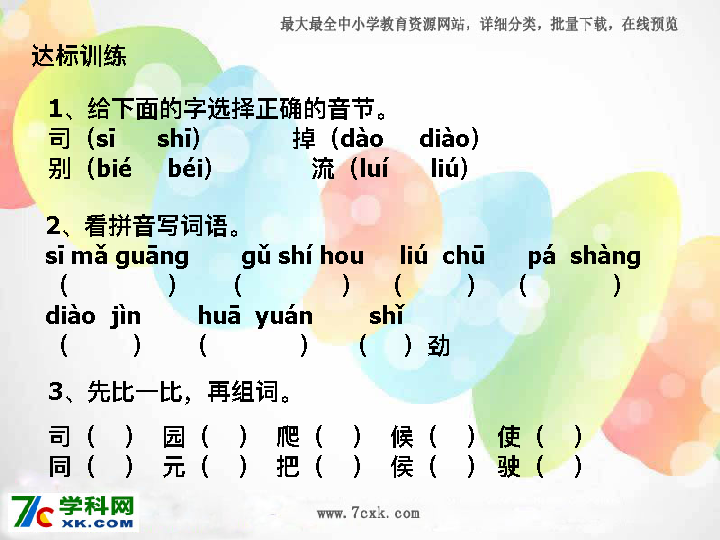 最大最全中小学教育资源网站，详细分类，批量下载，在线预览
达标训练
1、给下面的字选择正确的音节。
司（sī shī） 掉（dào diào）
别（bié béi） 流（luí liú）
2、看拼音写词语。
sī mǎ guāng gǔ shí hou liú chū pá shàng
（ ） （ ） （ ） （ ）
diào jìn huā yuán shǐ
（ ） （ ） （ ）劲
3、先比一比，再组词。
司（ ） 园（ ） 爬（ ） 候（ ） 使（ ）
同（ ） 元（ ） 把（ ） 侯（ ） 驶（ ）
7C 学科网
XK.COM
www.7cxk.com